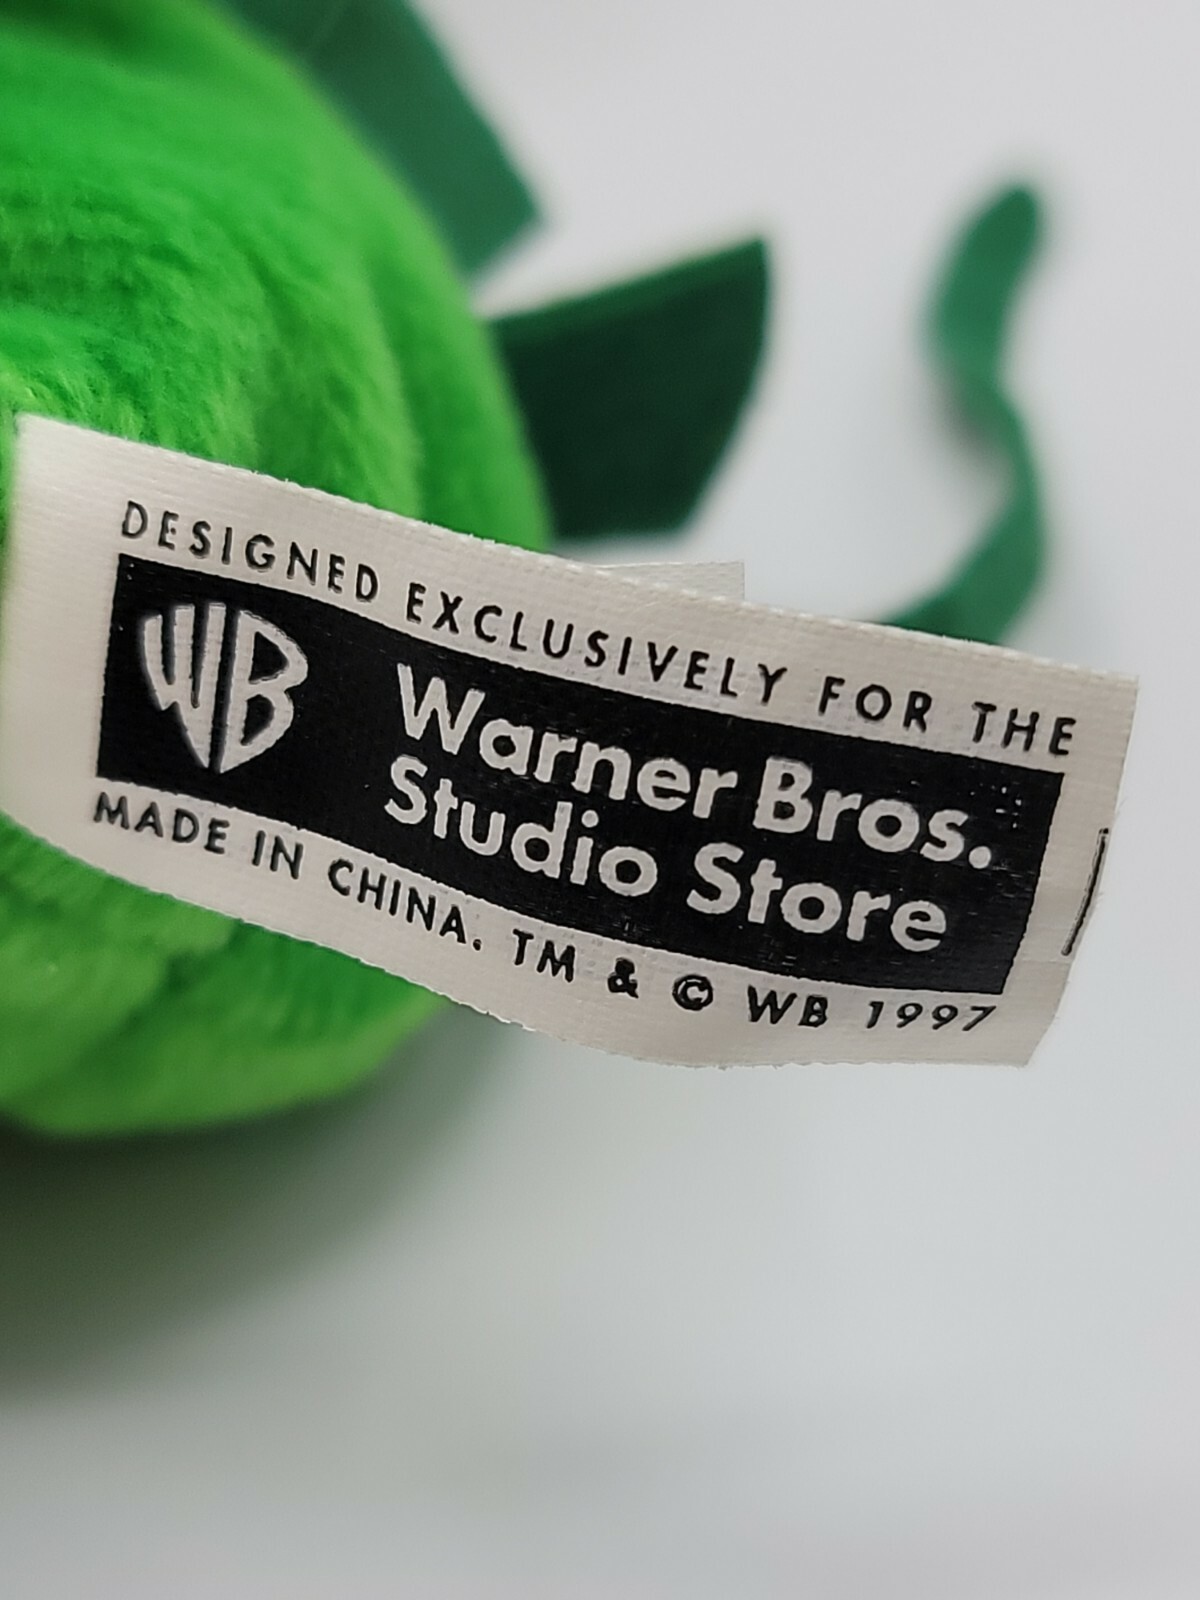 DESIGNED EXCLUSIVELY FOR THE
WB
Warner Bros.
Studio Store
MADE IN CHINA. TM & © WB 1997